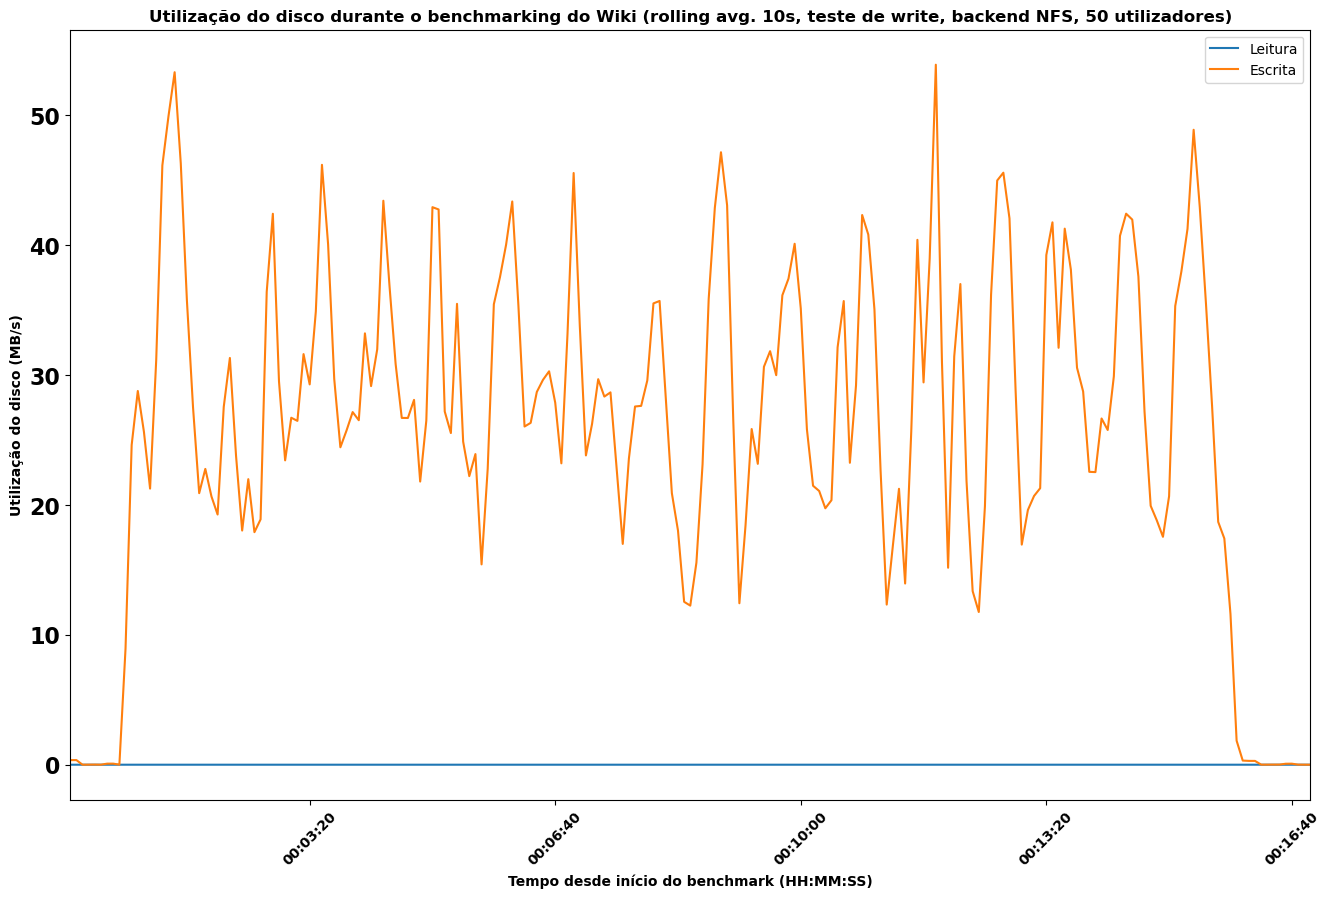 Utilização do disco durante o benchmarking do Wiki (rolling avg. 10s, teste de write, backend NFS, 50 utilizadores)
Leitura
Escrita
Utilização do disco (MB/s)
50
40
30
20
10
0
00:03:20
00:06:40
00:10:00
00:13:20
00:16:40
Tempo desde início do benchmark (HH:MM:SS)